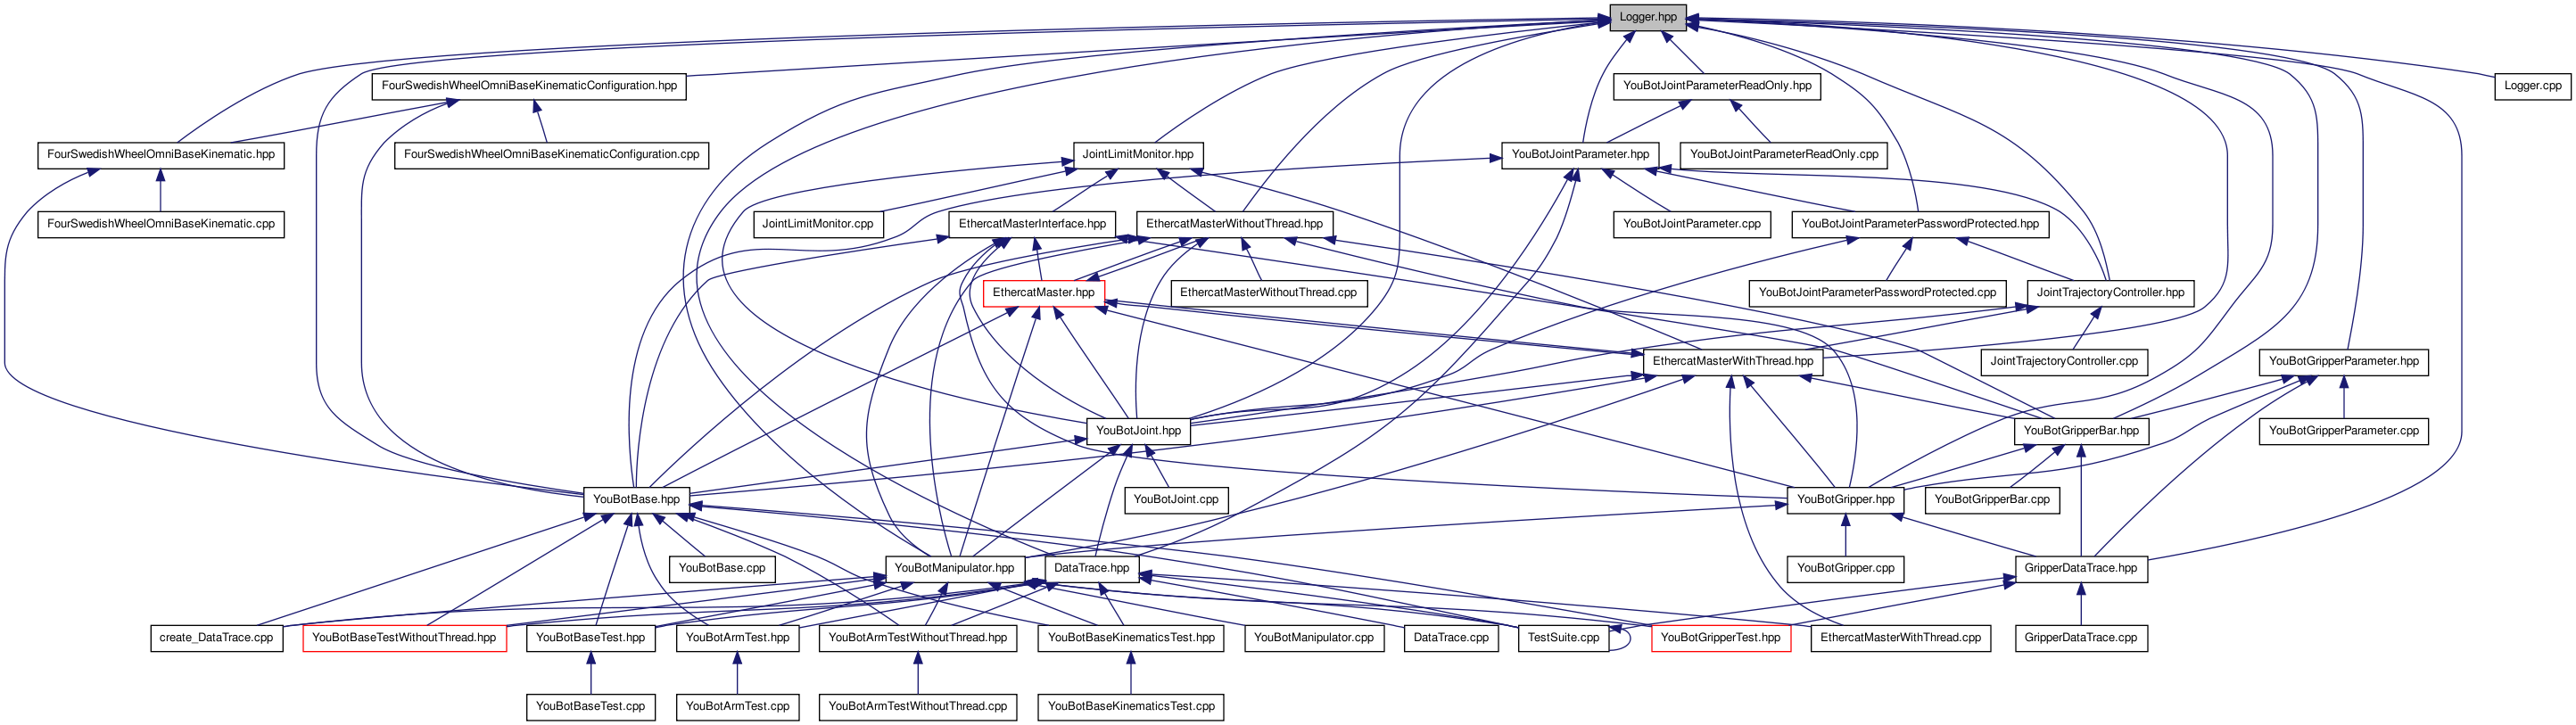 Logger.hpp
FourSwedishWheelOmniBaseKinematicConfiguration.hpp
YouBotJointParameterReadOnly.hpp
Logger.cpp
FourSwedishWheelOmniBaseKinematic.hpp
FourSwedishWheelOmniBaseKinematicConfiguration.cpp
JointLimitMonitor.hpp
YouBotJointParameter.hpp
YouBotJointParameterReadOnly.cpp
FourSwedishWheelOmniBaseKinematic.cpp
JointLimitMonitor.cpp
EthercatMasterInterface.hpp
EthercatMasterWithoutThread.hpp
YouBotJointParameter.cpp
YouBotJointParameterPasswordProtected.hpp
EthercatMaster.hpp
EthercatMasterWithoutThread.cpp
YouBotJointParameterPasswordProtected.cpp
JointTrajectoryController.hpp
EthercatMasterWithThread.hpp
JointTrajectoryController.cpp
YouBotGripperParameter.hpp
YouBotJoint.hpp
YouBotGripperBar.hpp
YouBotGripperParameter.cpp
YouBotBase.hpp
YouBotJoint.cpp
YouBotGripper.hpp
YouBotGripperBar.cpp
YouBotBase.cpp
YouBotManipulator.hpp
DataTrace.hpp
YouBotGripper.cpp
GripperDataTrace.hpp
create_DataTrace.cpp
YouBotBaseTestWithoutThread.hpp
YouBotBaseTest.hpp
YouBotArmTest.hpp
YouBotArmTestWithoutThread.hpp
YouBotBaseKinematicsTest.hpp
YouBotManipulator.cpp
DataTrace.cpp
TestSuite.cpp
YouBotGripperTest.hpp
EthercatMasterWithThread.cpp
GripperDataTrace.cpp
YouBotBaseTest.cpp
YouBotArmTest.cpp
YouBotArmTestWithoutThread.cpp
YouBotBaseKinematicsTest.cpp